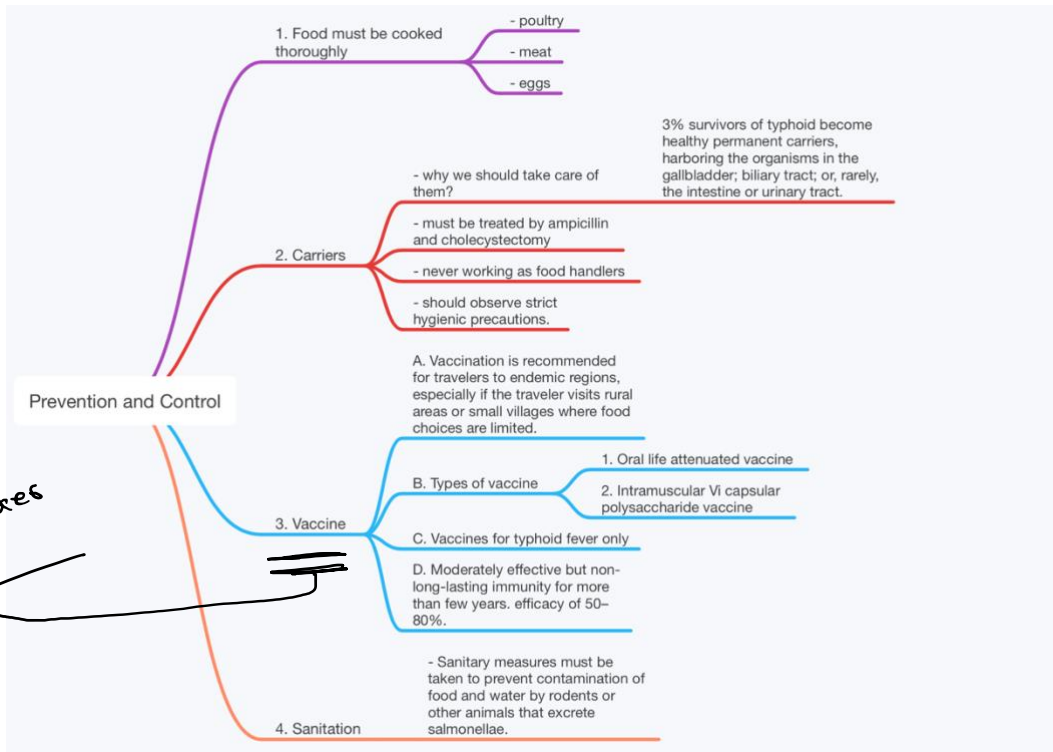 1. Food must be cooked
thoroughly
- poultry
- meat
- eggs
2. Carriers
- why we should take care of
them?
3% survivors of typhoid become
healthy permanent carriers,
harboring the organisms in the
gallbladder; biliary tract; or, rarely,
the intestine or urinary tract.
- must be treated by ampicillin
and cholecystectomy
- never working as food handlers
- should observe strict
hygienic precautions.
Prevention and Control
3. Vaccine
A. Vaccination is recommended
for travelers to endemic regions,
especially if the traveler visits rural
areas or small villages where food
choices are limited.
B. Types of vaccine
1. Oral life attenuated vaccine
2. Intramuscular Vi capsular
polysaccharide vaccine
C. Vaccines for typhoid fever only
D. Moderately effective but non-
long-lasting immunity for more
than few years. efficacy of 50–
80%.
4. Sanitation
- Sanitary measures must be
taken to prevent contamination of
food and water by rodents or
other animals that excrete
salmonellae.